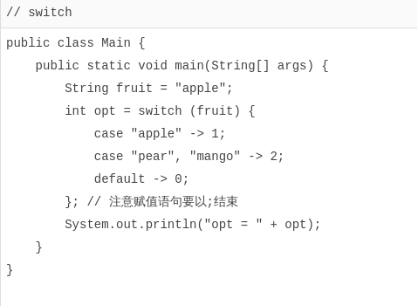 // switch
public class Main {
    public static void main(String[] args) {
        String fruit = "apple";
        int opt = switch (fruit) {
            case "apple" -> 1;
            case "pear", "mango" -> 2;
            default -> 0;
        }; // 注意赋值语句要以;结束
        System.out.println("opt = " + opt);
    }
}